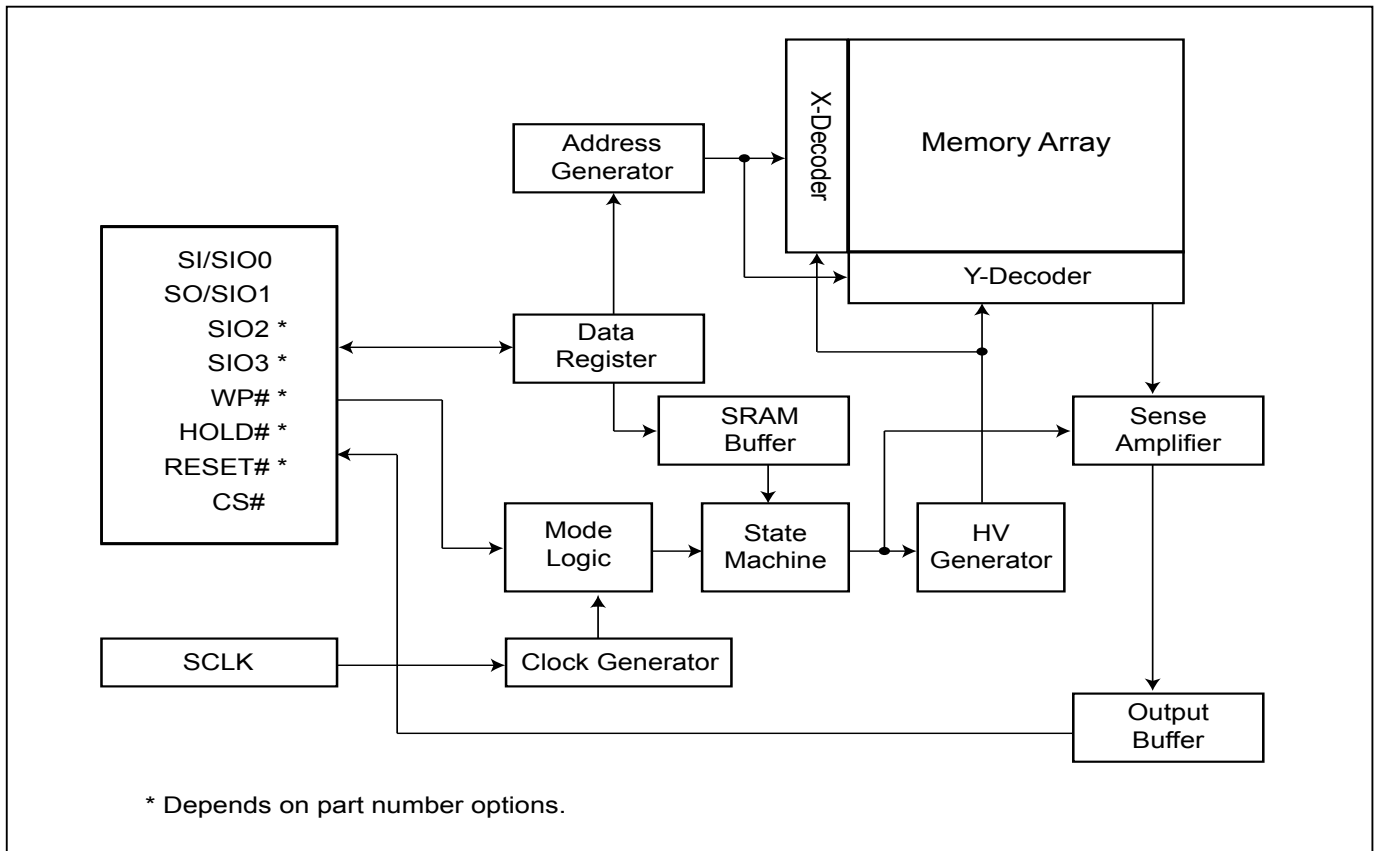 X-Decoder
Memory Array
Address
Generator
SI/SIO0
SO/SIO1
SIO2 *
SIO3 *
WP# *
HOLD# *
RESET# *
CS#
Y-Decoder
Data
Register
SRAM
Buffer
Sense
Amplifier
Mode
Logic
State
Machine
HV
Generator
SCLK
Clock Generator
Output
Buffer
* Depends on part number options.